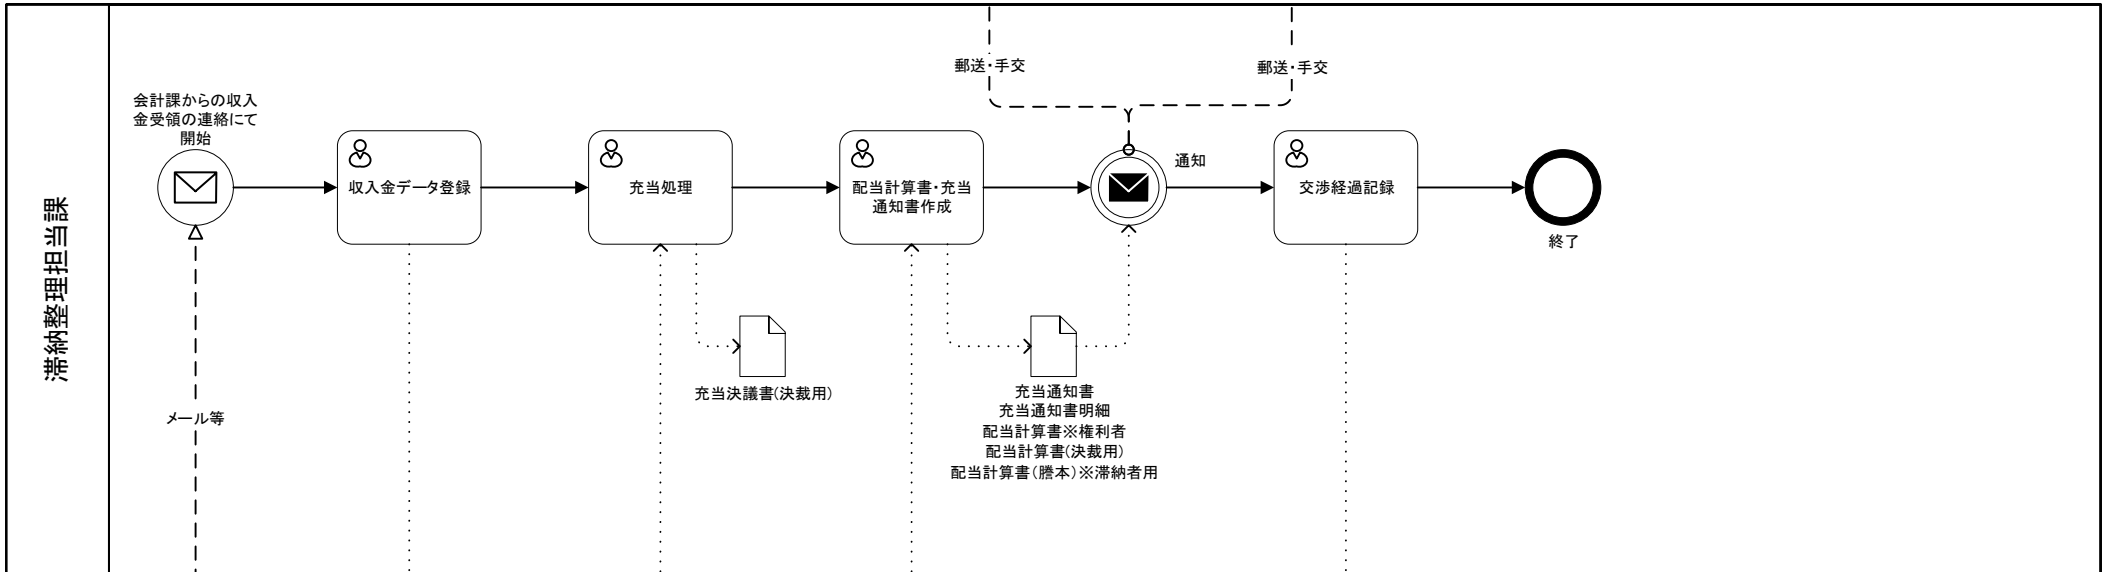 滞納整理担当課
郵送・手交
郵送・手交
会計課からの収入
金受領の連絡にて
開始
収入金データ登録
充当処理
配当計算書・充当
通知書作成
通知
交渉経過記録
終了
充当決議書(決裁用)
充当通知書
充当通知書明細
配当計算書※権利者
配当計算書(決裁用)
配当計算書(謄本)※滞納者用
メール等